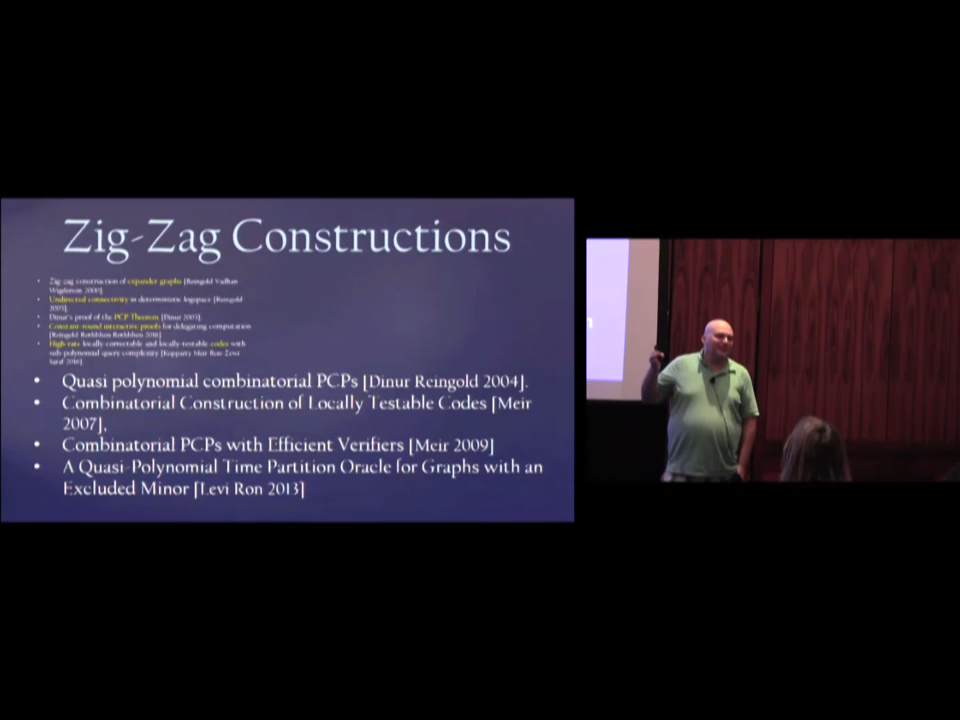 Zig-Zag Constructions
• Zig-zag construction of expander graphs [Reingold Vadhan
Wigderson 2000].
• Undirected connectivity in deterministic logspace [Reingold
2005].
• Dinur's proof of the PCP Theorem [Dinur 2005].
• Constant-round interactive proofs for delegating computation
[Reingold Rothblum Rothblum 2016]
• High-rate locally-correctable and locally-testable codes with
sub-polynomial query complexity [Kopparty Meir Ron-Zewi
Saraf 2016]
• Quasi polynomial combinatorial PCPs [Dinur Reingold 2004].
• Combinatorial Construction of Locally Testable Codes [Meir
2007],
• Combinatorial PCPs with Efficient Verifiers [Meir 2009]
• A Quasi-Polynomial Time Partition Oracle for Graphs with an
Excluded Minor [Levi Ron 2013]
n